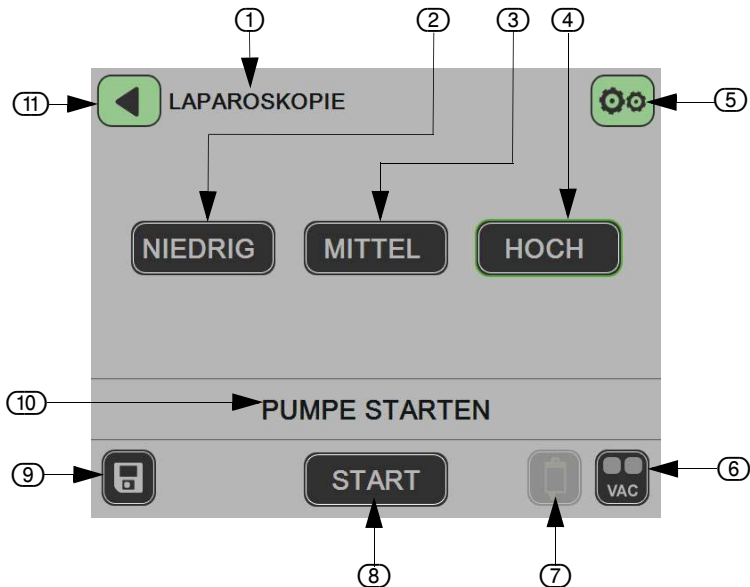 1 2 3 4
11 LAPAROSKOPIE 5
NIEDRIG MITTEL HOCH
10 PUMPE STARTEN
9 START VAC 6
8 7